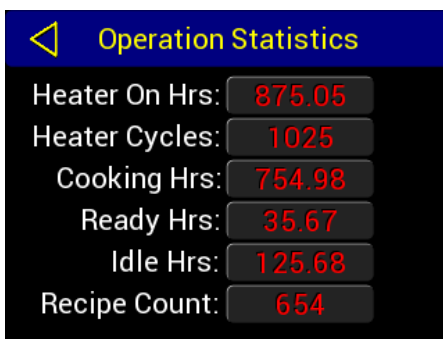 Operation Statistics
Heater On Hrs: 875.05
Heater Cycles: 1025
Cooking Hrs: 754.98
Ready Hrs: 35.67
Idle Hrs: 125.68
Recipe Count: 654